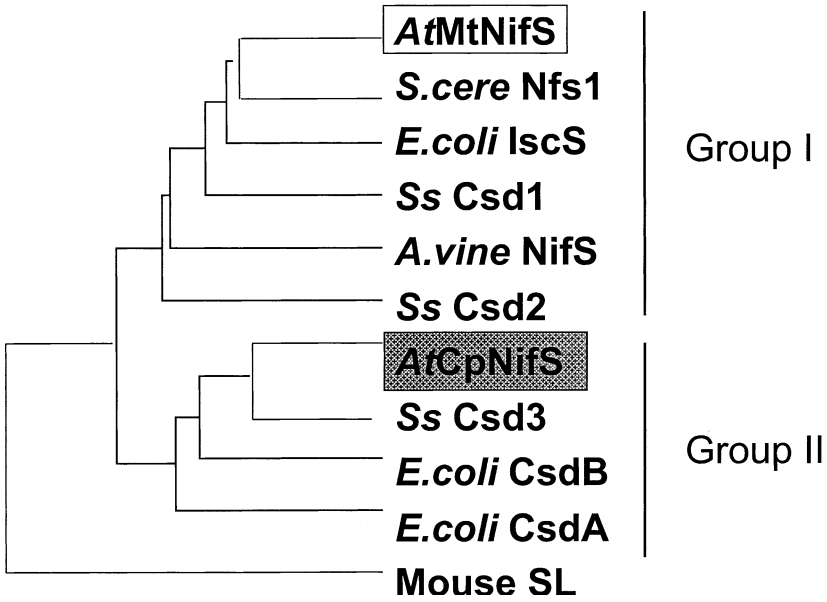 AtMtNifS
S.cere Nfs1
E.coli IscS
Ss Csd1
A.vine NifS
Ss Csd2
Group I
AtCpNifS
Ss Csd3
E.coli CsdB
E.coli CsdA
Group II
Mouse SL